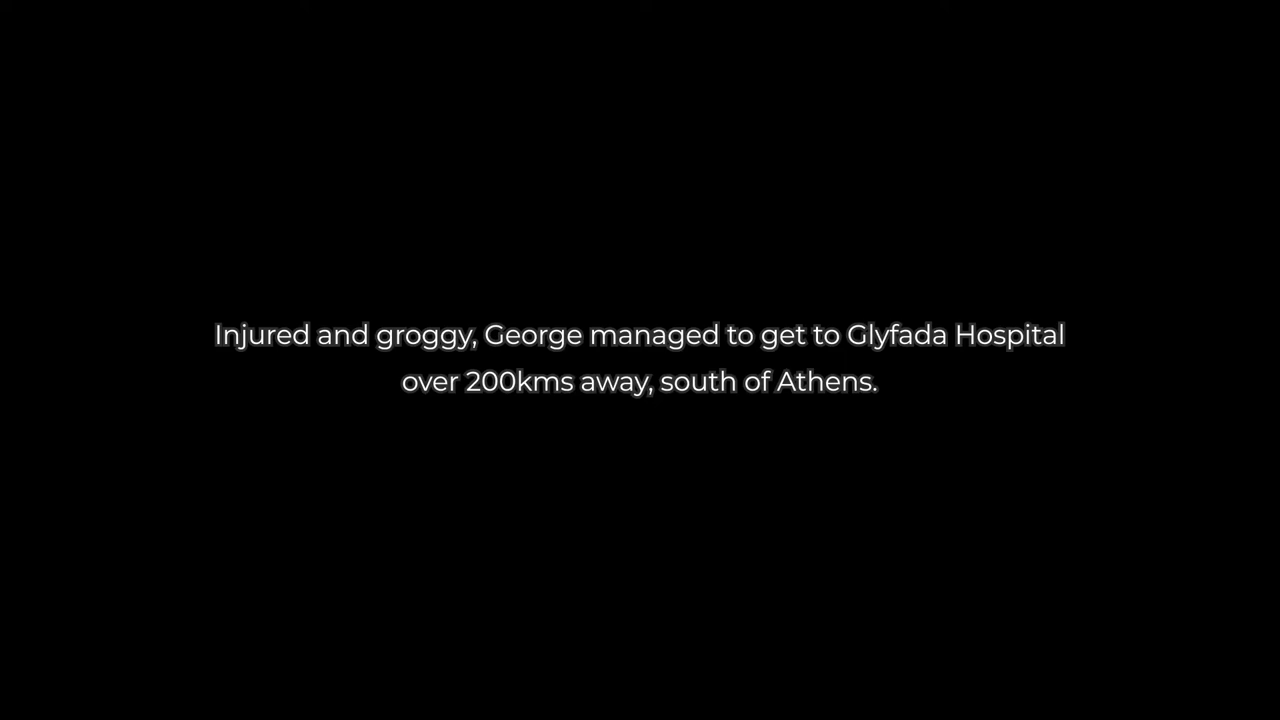 Injured and groggy, George managed to get to Glyfada Hospital
over 200kms away, south of Athens.